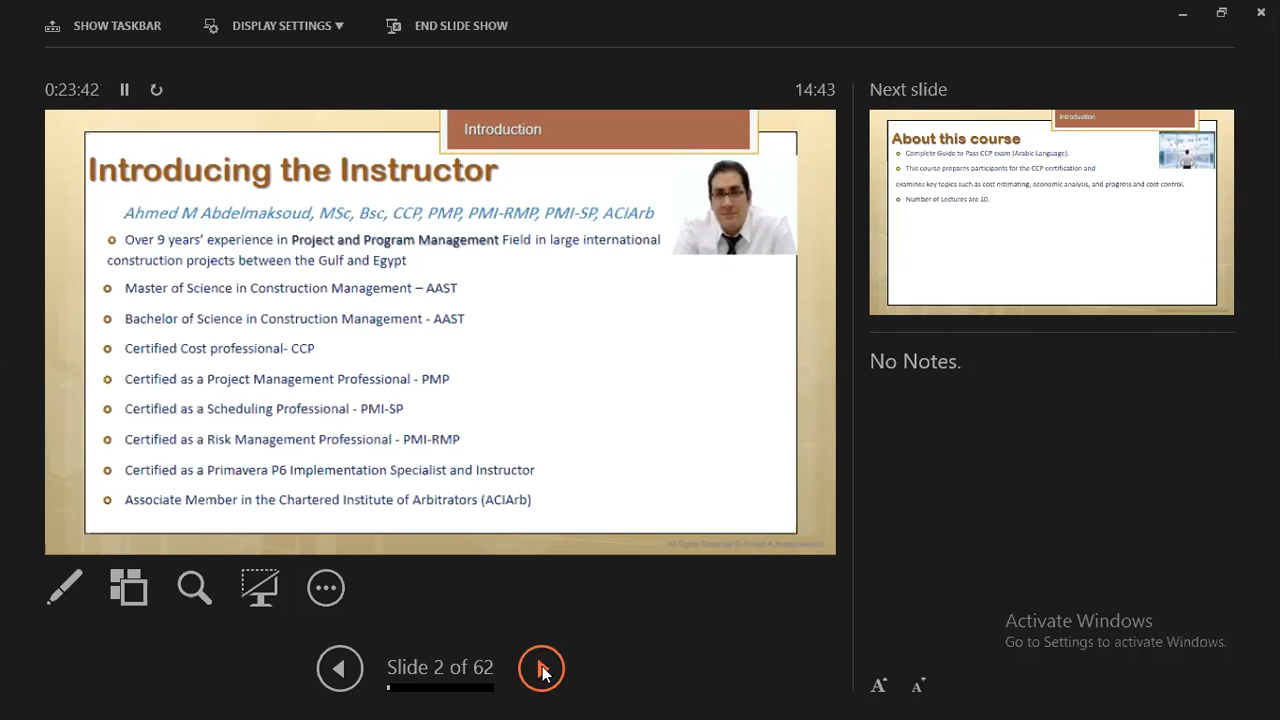 SHOW TASKBAR
DISPLAY SETTINGS ▼
END SLIDE SHOW
0:23:42
14:43
Introduction
Introducing the Instructor
Ahmed M Abdelmaksoud, MSc, Bsc, CCP, PMP, PMI-RMP, PMI-SP, ACIArb
Over 9 years' experience in Project and Program Management Field in large international
construction projects between the Gulf and Egypt
Master of Science in Construction Management – AAST
Bachelor of Science in Construction Management - AAST
Certified Cost professional- CCP
Certified as a Project Management Professional - PMP
Certified as a Scheduling Professional - PMI-SP
Certified as a Risk Management Professional - PMI-RMP
Certified as a Primavera P6 Implementation Specialist and Instructor
Associate Member in the Chartered Institute of Arbitrators (ACIArb)
Slide 2 of 62
Next slide
Introduction
About this course
Complete Guide to Pass CCP exam (Arabic Language).
This course prepares participants for the CCP certification and
examines key topics such as cost estimating, economic analysis, and progress and cost control.
Number of Lectures are 10.
No Notes.
Activate Windows
Go to Settings to activate Windows.
A A